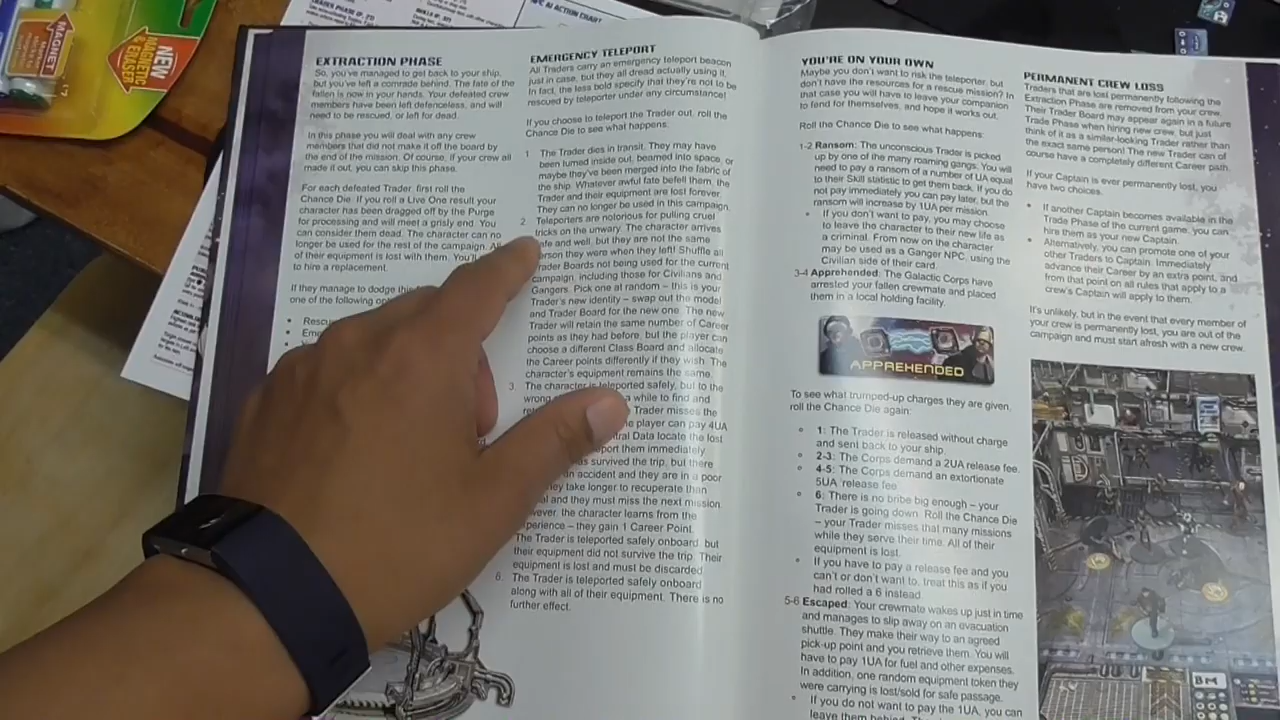 MAGNET
NEW
MAGNETIC
ERASER
AI ACTION CHART
EXTRACTION PHASE
So, you've managed to get back to your ship,
but you've left a comrade behind. The fate of the
fallen is now in your hands. Your defeated crew
members have been left defenceless, and will
need to be rescued, or left for dead.
In this phase you will deal with any crew
members that did not make it off the board by
the end of the mission. Of course, if your crew all
made it out, you can skip this phase.
For each defeated Trader, first roll the
Chance Die. If you roll a Live One result your
character has been dragged off by the Purge
for processing and will meet a grisly end. You
can consider them dead. The character can no
longer be used for the rest of the campaign. All
of their equipment is lost with them. You'll
to hire a replacement.
If they manage to dodge this
one of the following
• Rescu
• Eme
EMERGENCY TELEPORT
All Traders carry an emergency teleport beacon
just in case, but they all dread actually using it.
In fact, the less bold specify that they're not to be
rescued by teleporter under any circumstance!
If you choose to teleport the Trader out, roll the
Chance Die to see what happens:
1 The Trader dies in transit. They may have
been turned inside out, beamed into space, or
maybe they've been merged into the fabric of
the ship. Whatever awful fate befell them, the
Trader and their equipment are lost forever.
They can no longer be used in this campaign.
2 Teleporters are notorious for pulling cruel
tricks on the unwary. The character arrives
safe and well, but they are not the same
person they were when they left! Shuffle all
Trader Boards not being used for the current
campaign, including those for Civilians and
Gangers. Pick one at random – this is your
Trader's new identity – swap out the model
and Trader Board for the new one. The new
Trader will retain the same number of Career
points as they had before, but the player can
choose a different Class Board and allocate
the Career points differently if they wish. The
character's equipment remains the same.
3. The character is teleported safely, but to the
wrong a while to find and
Trader misses the
player can pay 4UA
Data locate the lost
them immediately
survived the trip, but there
an accident and they are in a poor
They take longer to recuperate than
and they must miss the next mission.
However, the character learns from the
experience – they gain 1 Career Point.
The Trader is teleported safely onboard, but
their equipment did not survive the trip. Their
equipment is lost and must be discarded.
6. The Trader is teleported safely onboard
along with all of their equipment. There is no
further effect.
YOU'RE ON YOUR OWN
Maybe you don't want to risk the teleporter, but
don't have the resources for a rescue mission? In
that case you will have to leave your companion
to fend for themselves, and hope it works out.
Roll the Chance Die to see what happens:
1-2 Ransom: The unconscious Trader is picked
up by one of the many roaming gangs. You will
need to pay a ransom of a number of UA equal
to their Skill statistic to get them back. If you do
not pay immediately you can pay later, but the
ransom will increase by 1UA per mission.
• If you don't want to pay, you may choose
to leave the character to their new life as
a criminal. From now on the character
may be used as a Ganger NPC, using the
Civilian side of their card.
3-4 Apprehended: The Galactic Corps have
arrested your fallen crewmate and placed
them in a local holding facility.
APPREHENDED
To see what trumped-up charges they are given,
roll the Chance Die again:
1: The Trader is released without charge
and sent back to your ship.
2-3: The Corps demand a 2UA release fee.
4-5: The Corps demand an extortionate
5UA release fee.
6: There is no bribe big enough – your
Trader is going down. Roll the Chance Die
– your Trader misses that many missions
while they serve their time. All of their
equipment is lost.
If you have to pay a release fee and you
can't or don't want to, treat this as if you
had rolled a 6 instead.
5-6 Escaped: Your crewmate wakes up just in time
and manages to slip away on an evacuation
shuttle. They make their way to an agreed
pick-up point and you retrieve them. You will
have to pay 1UA for fuel and other expenses.
In addition, one random equipment token they
were carrying is lost/sold for safe passage.
• If you do not want to pay the 1UA, you can
leave them behind.
PERMANENT CREW LOSS
Traders that are lost permanently following the
Extraction Phase are removed from your crew.
Their Trader Board may appear again in a future
Trade Phase when hiring new crew, but just
think of it as a similar-looking Trader rather than
the exact same person! The new Trader can of
course have a completely different Career path.
If your Captain is ever permanently lost, you
have two choices.
• If another Captain becomes available in the
Trade Phase of the current game, you can
hire them as your new Captain.
• Alternatively, you can promote one of your
other Traders to Captain. Immediately
advance their Career by an extra point, and
from that point on all rules that apply to a
crew's Captain will apply to them.
It's unlikely, but in the event that every member of
your crew is permanently lost, you are out of the
campaign and must start afresh with a new crew.
BM